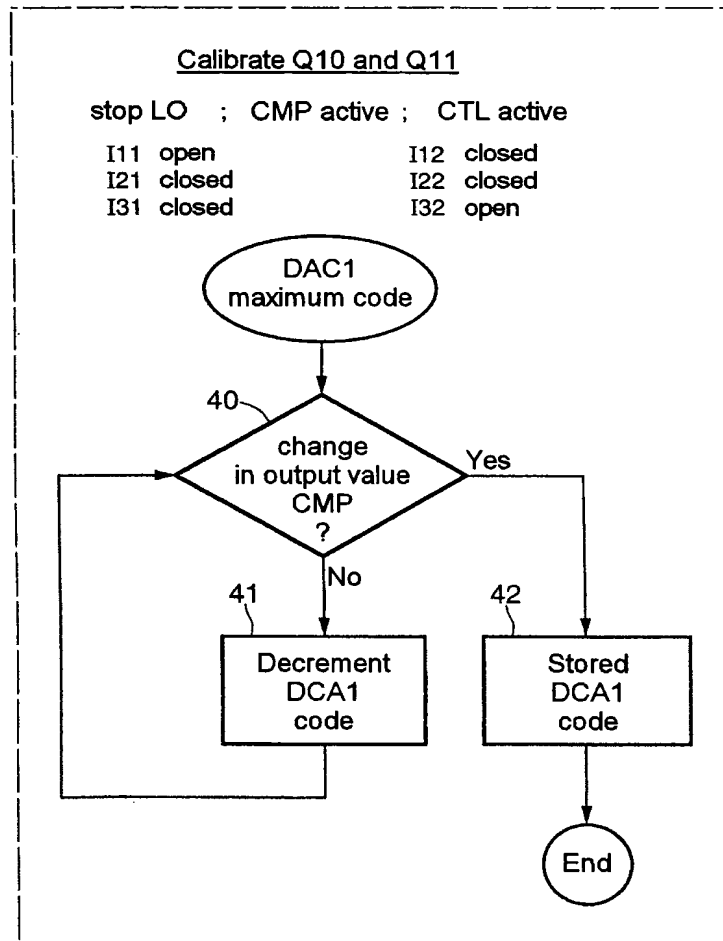 Calibrate Q10 and Q11
stop LO ; CMP active ; CTL active
I11 open I12 closed
I21 closed I22 closed
I31 closed I32 open
DAC1
maximum code
40
change
in output value
CMP
?
Yes
No
41
Decrement
DCA1
code
42
Stored
DCA1
code
End